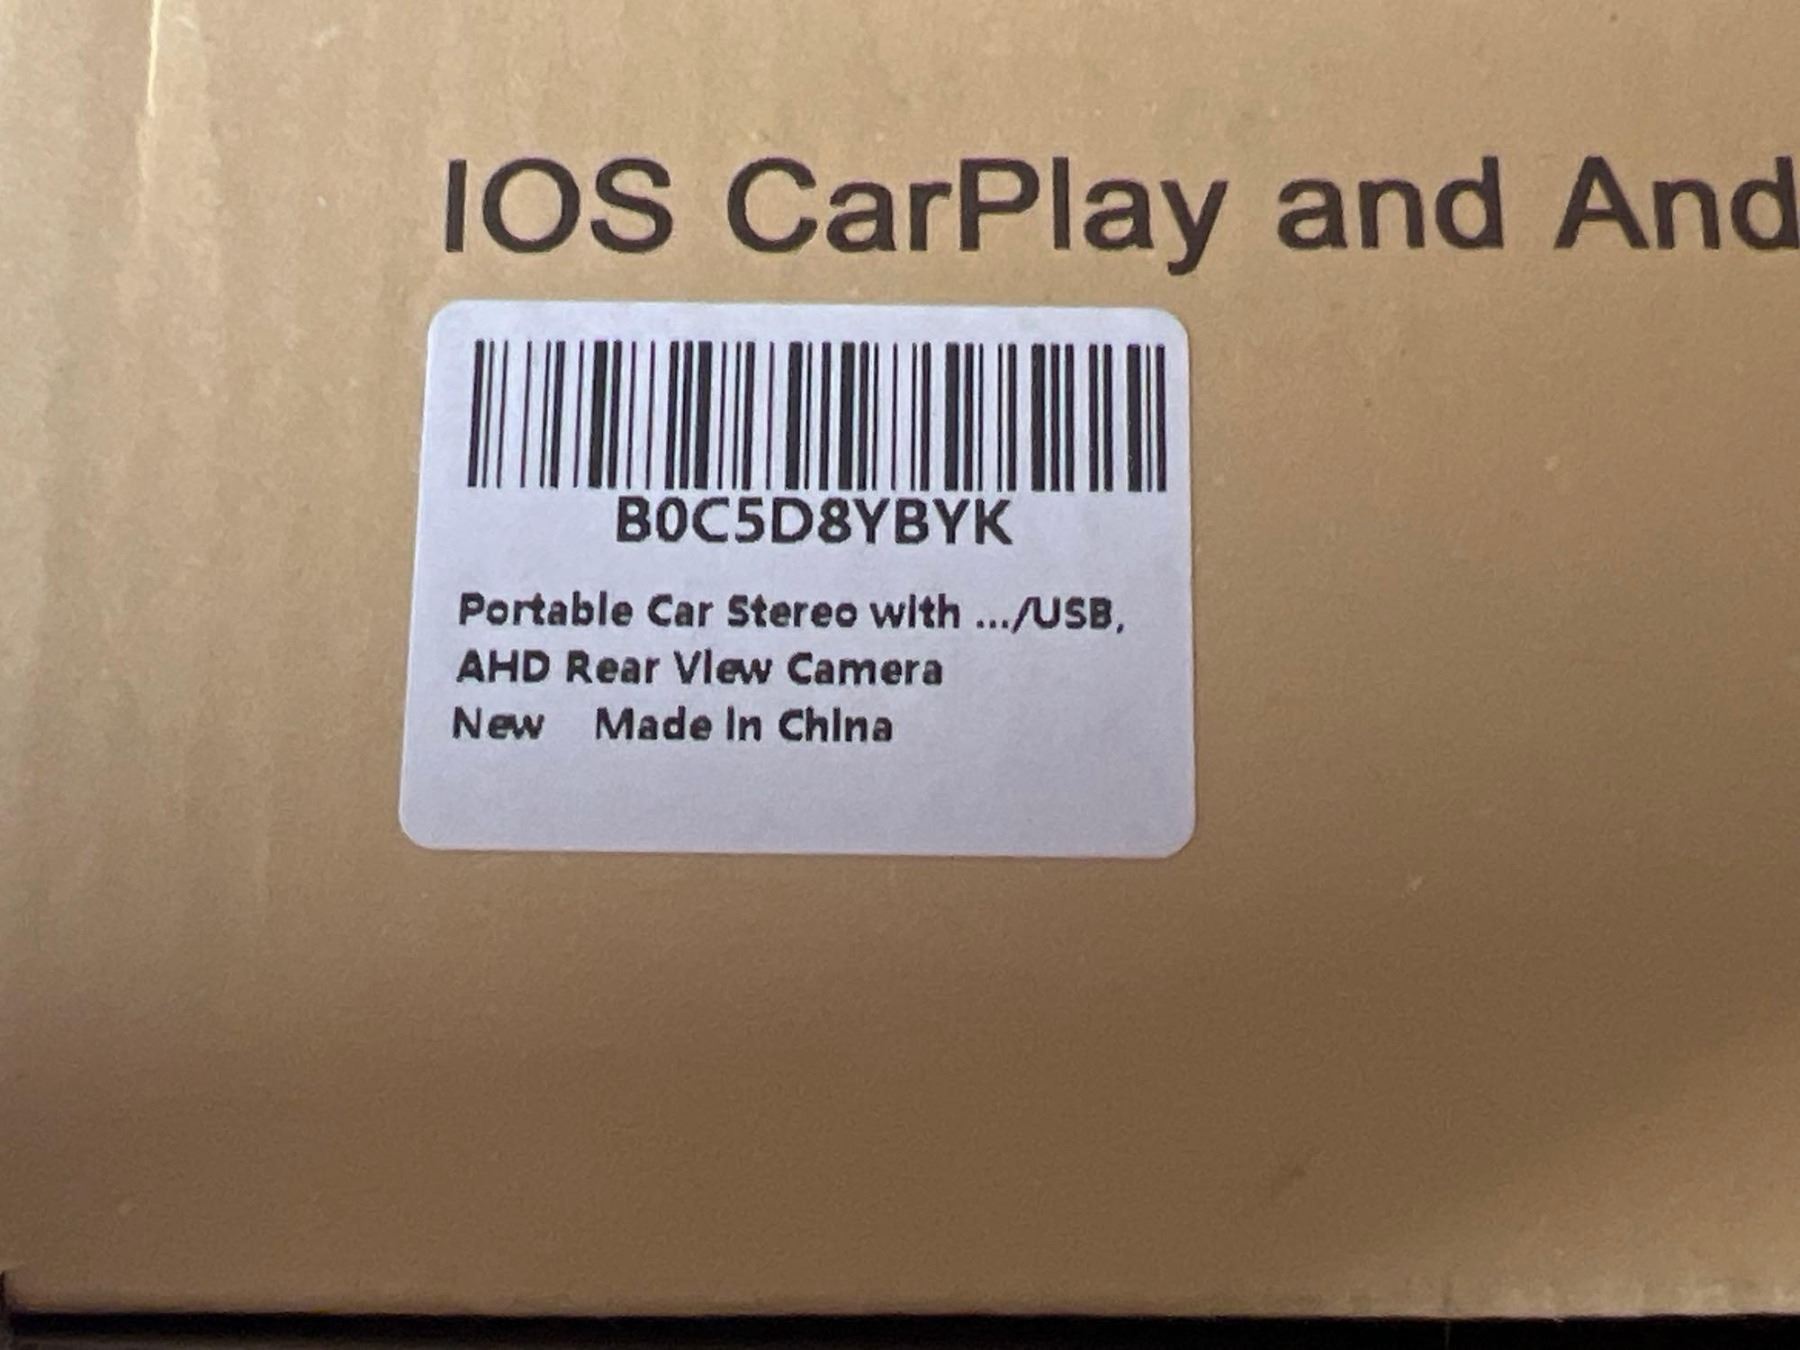 IOS CarPlay and And
B0C5D8YBYK
Portable Car Stereo with .../USB,
AHD Rear View Camera
New Made in China